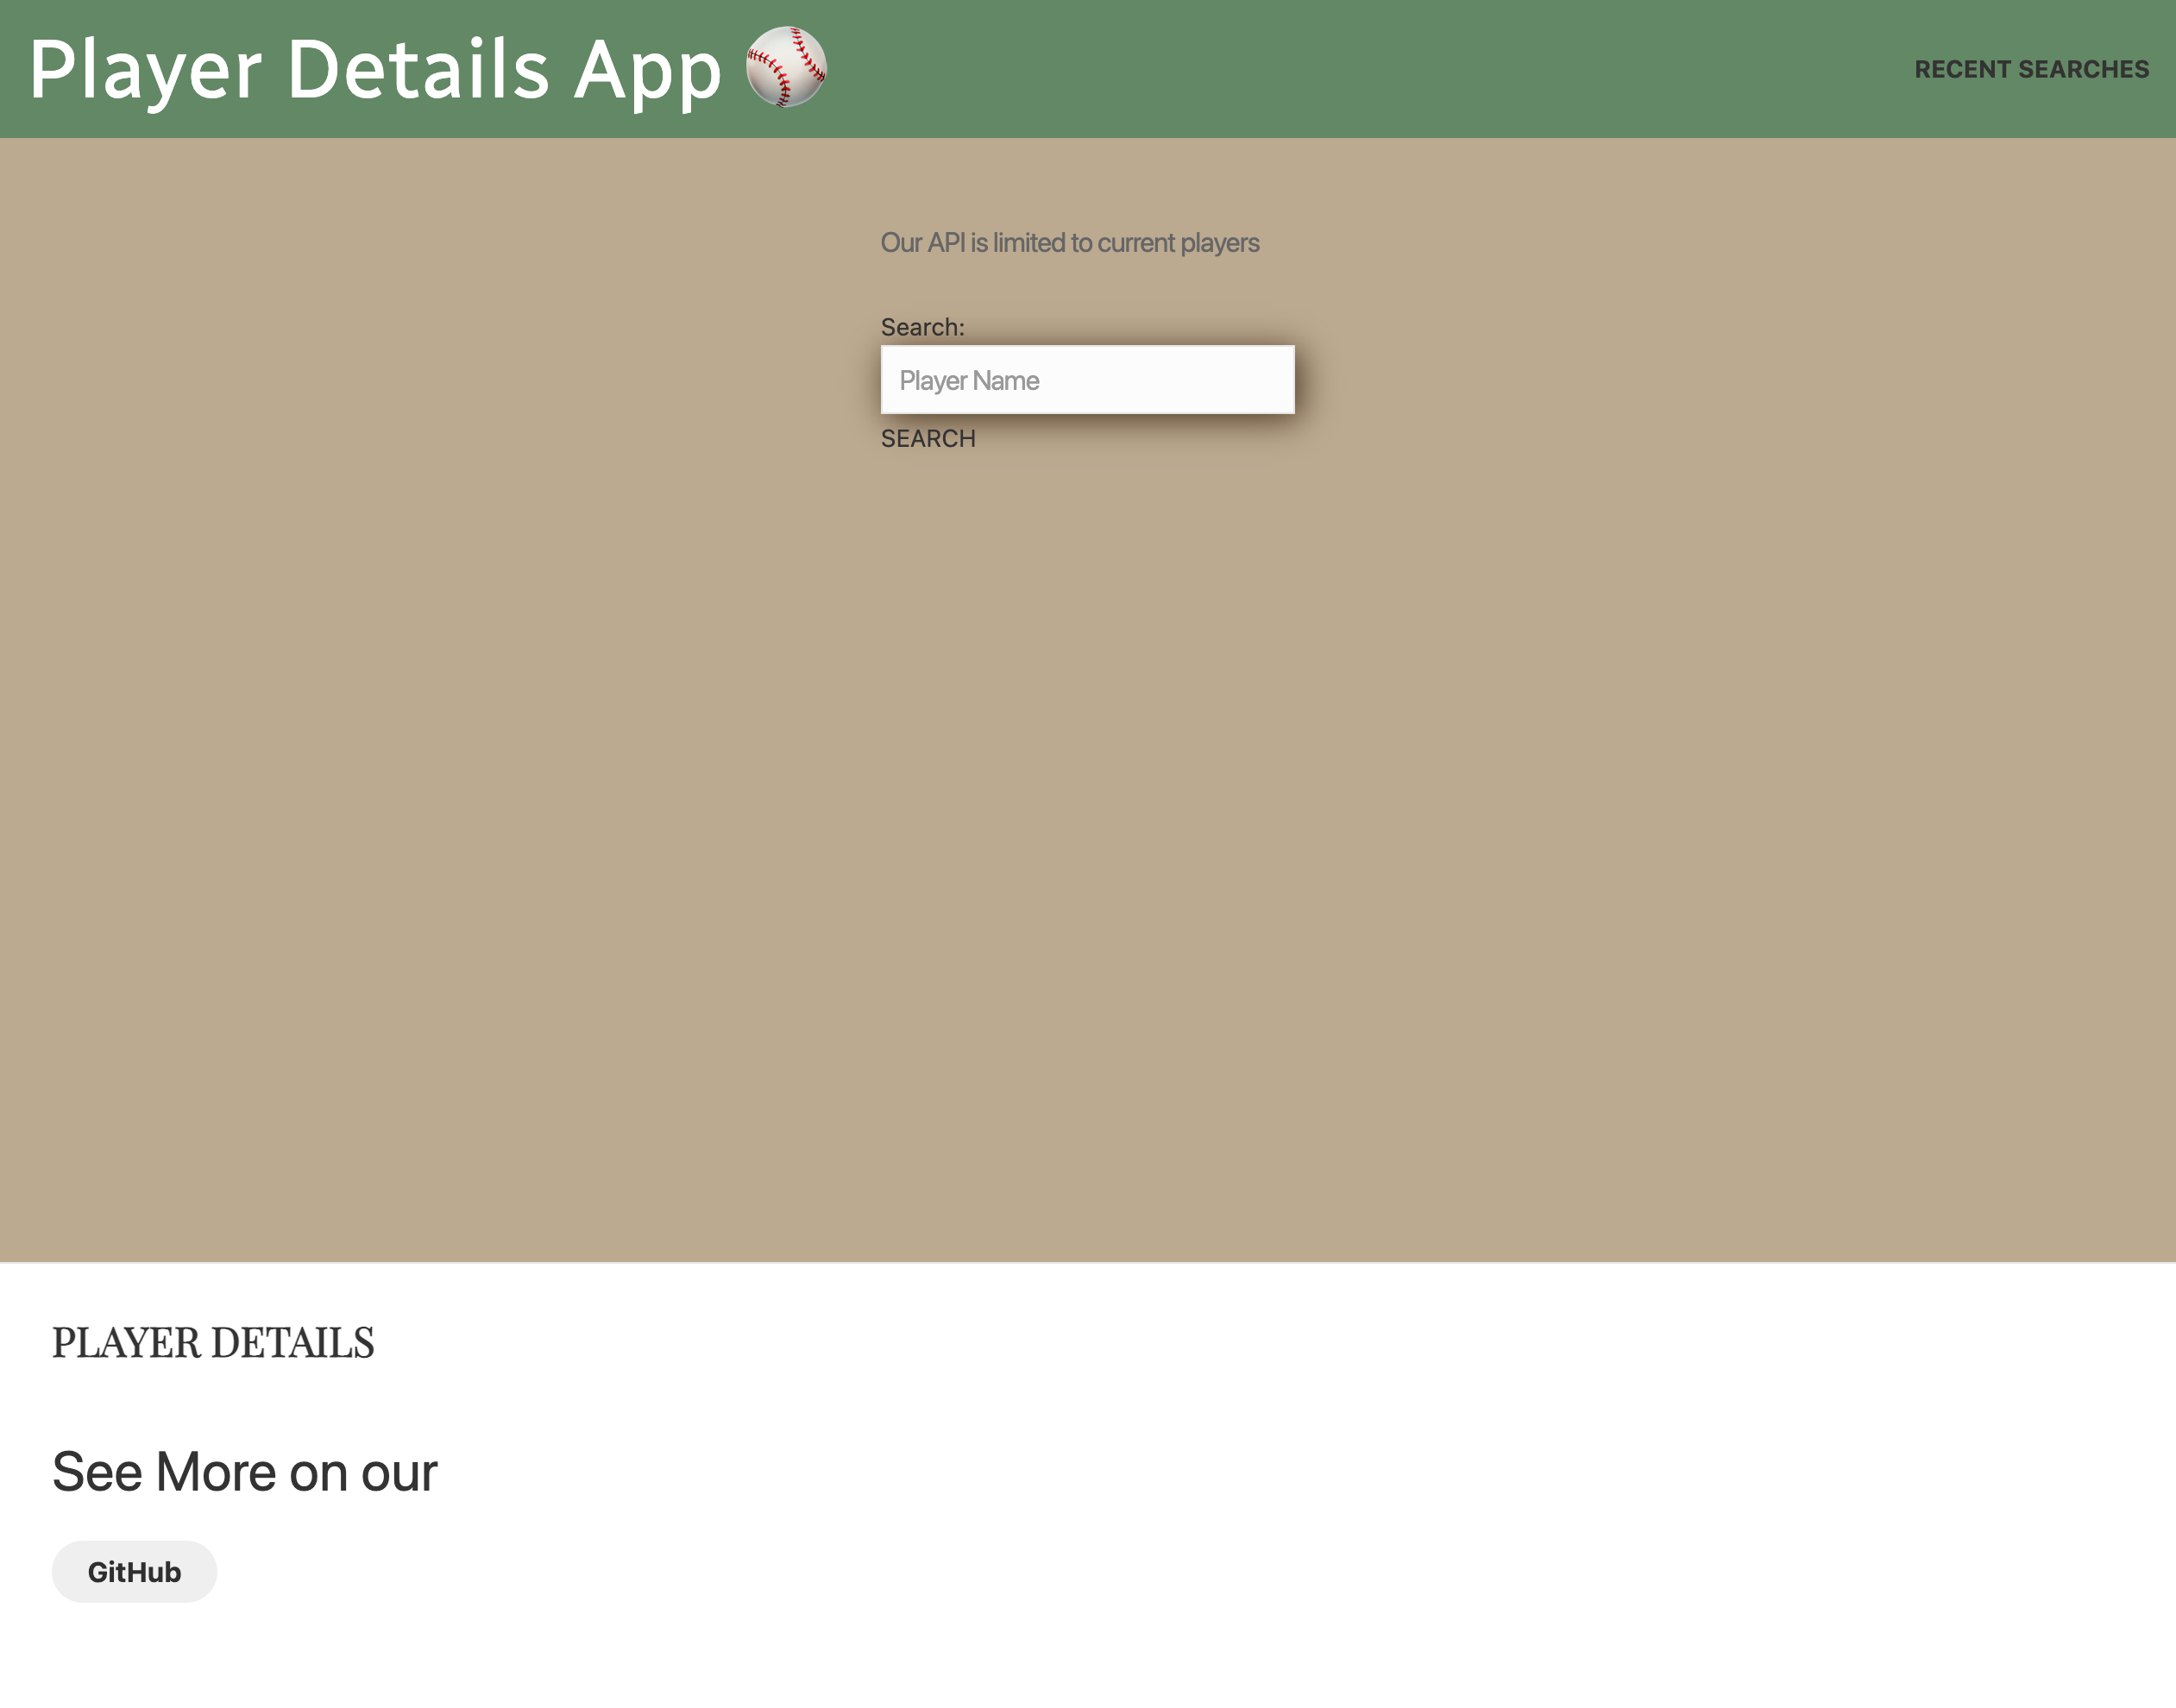 Player Details App ⚾
RECENT SEARCHES
Our API is limited to current players
Search:
Player Name
SEARCH
PLAYER DETAILS
See More on our
GitHub